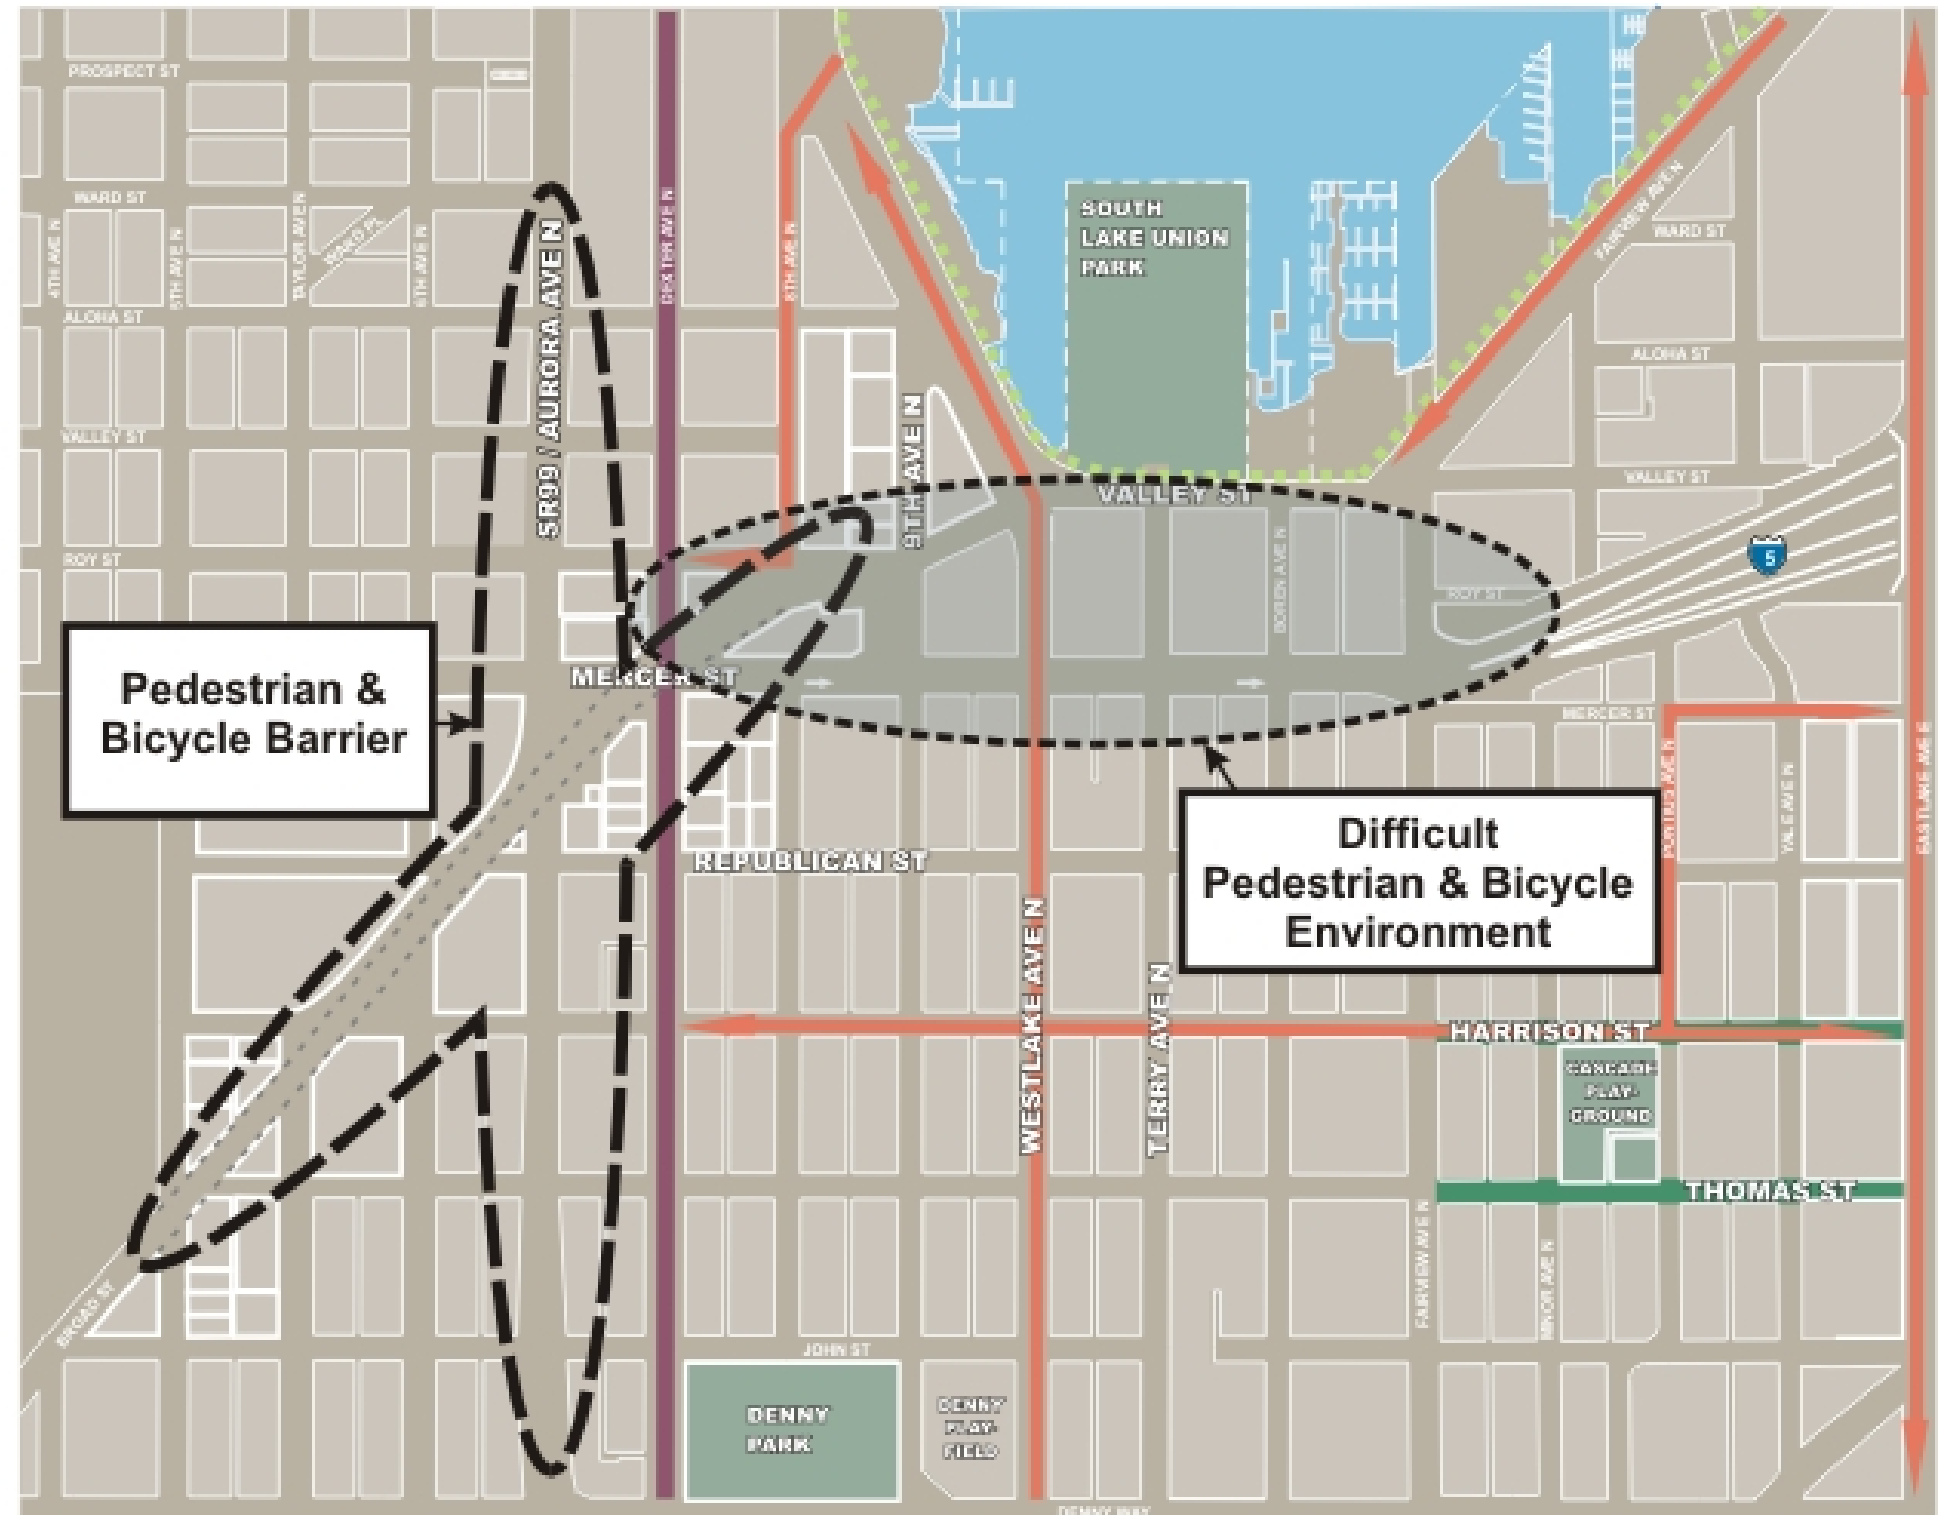 PROSPECT ST
WARD ST
4TH AVE N
5TH AVE N
TAYLOR AVE N
WARD PL
6TH AVE N
SR99 / AURORA AVE N
DEXTER AVE N
8TH AVE N
ALOHA ST
VALLEY ST
ROY ST
SOUTH
LAKE UNION
PARK
FAIRVIEW AVE N
WARD ST
ALOHA ST
VALLEY ST
9TH AVE N
VALLEY ST
BOREN AVE N
ROY ST
5
Pedestrian &
Bicycle Barrier
MERCER ST
MERCER ST
PONTIUS AVE N
YALE AVE N
EASTLAKE AVE E
Difficult
Pedestrian & Bicycle
Environment
REPUBLICAN ST
WESTLAKE AVE N
TERRY AVE N
HARRISON ST
CASCADE
PLAY-
GROUND
THOMAS ST
FAIRVIEW AVE N
MINOR AVE N
BROAD ST
JOHN ST
DENNY
PARK
DENNY
PLAY-
FIELD
DENNY WAY